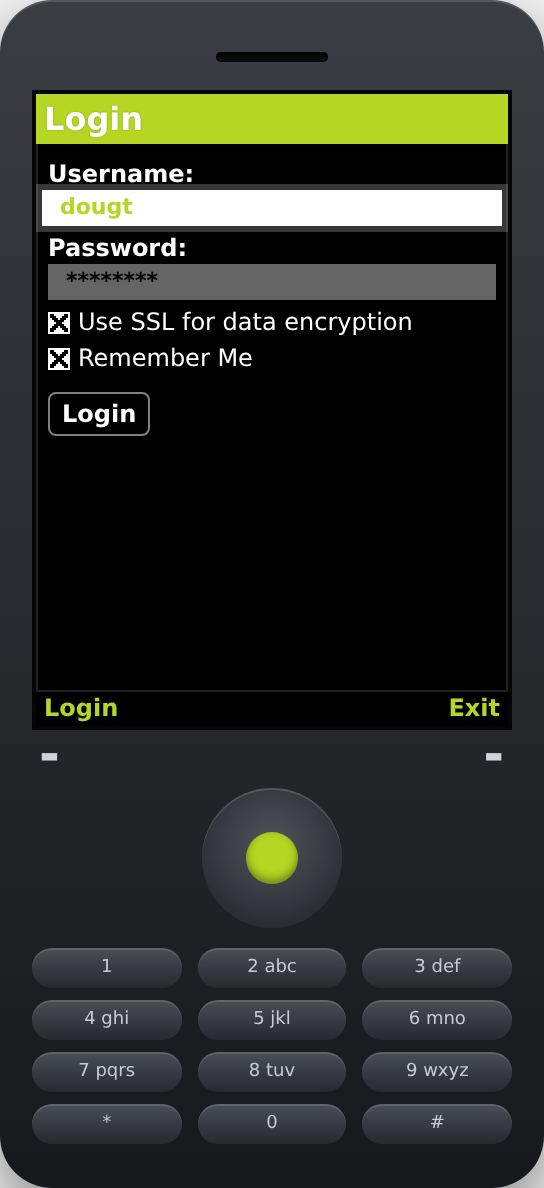 Login
Username:
dougt
Password:
********
Use SSL for data encryption
Remember Me
Login
Login Exit
1 2 abc 3 def
4 ghi 5 jkl 6 mno
7 pqrs 8 tuv 9 wxyz
* 0 #